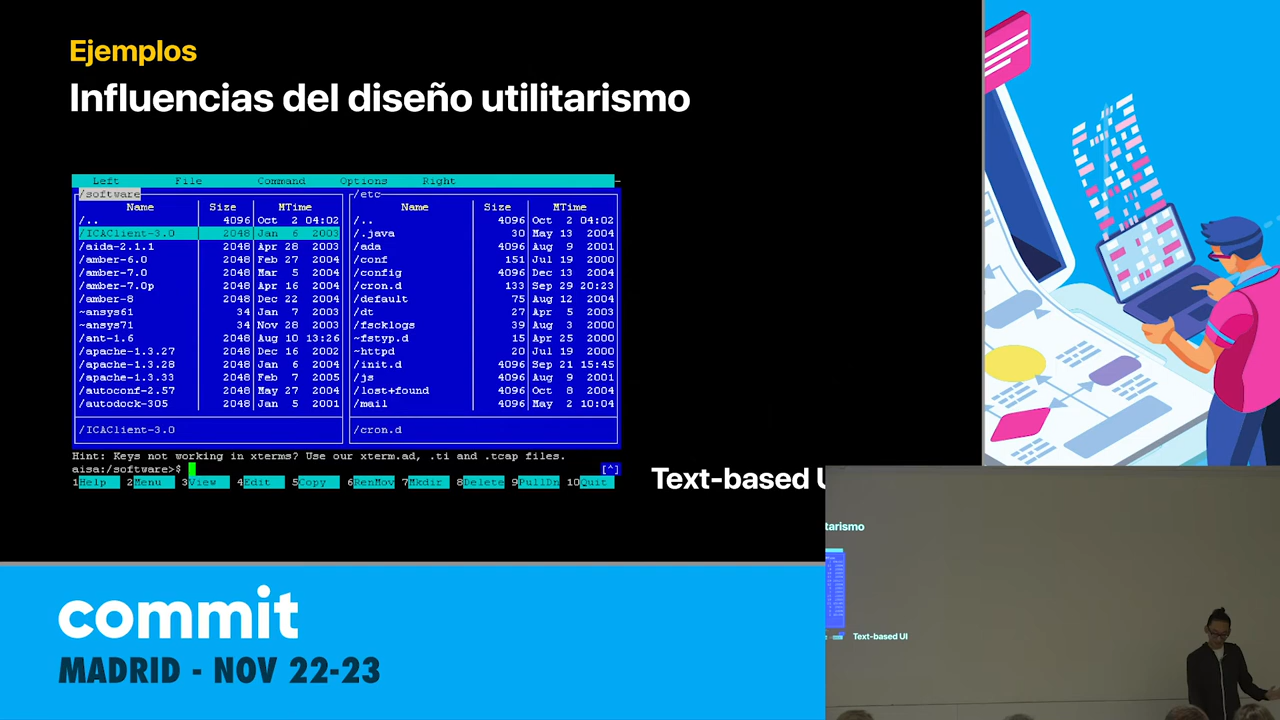 Ejemplos
Influencias del diseño utilitarismo
Left File Command Options Right
/software
Name Size MTime
/.. 4096 Oct 2 04:02
/ICAClient-3.0 2048 Jan 6 2003
/aida-2.1.1 2048 Apr 28 2003
/amber-6.0 2048 Feb 27 2004
/amber-7.0 2048 Mar 5 2004
/amber-7.0p 2048 Apr 16 2004
/amber-8 2048 Dec 22 2004
~ansys61 34 Jan 7 2003
~ansys71 34 Nov 28 2003
/ant-1.6 2048 Aug 10 13:26
/apache-1.3.27 2048 Dec 16 2002
/apache-1.3.28 2048 Jan 6 2004
/apache-1.3.33 2048 Feb 7 2005
/autoconf-2.57 2048 May 27 2004
/autodock-305 2048 Jan 5 2001
/ICAClient-3.0
/etc
Name Size MTime
/.. 4096 Oct 2 04:02
/.java 30 May 13 2004
/ada 4096 Aug 9 2001
/conf 151 Jul 19 2000
/config 4096 Dec 13 2004
/cron.d 133 Sep 29 20:23
/default 75 Aug 12 2004
/dt 27 Apr 5 2003
/fscklogs 39 Aug 3 2000
~fstyp.d 15 Apr 25 2000
~httpd 20 Jul 19 2000
/init.d 4096 Sep 21 15:45
/js 4096 Aug 9 2001
/lost+found 4096 Oct 8 2004
/mail 4096 May 2 10:04
/cron.d
Hint: Keys not working in xterms? Use our xterm.ad, .ti and .tcap files.
aisa:/software>$ [^]
1Help 2Menu 3View 4Edit 5Copy 6RenMov 7Mkdir 8Delete 9PullDn 10Quit
Text-based U
tarismo
Text-based UI
commit
MADRID - NOV 22-23